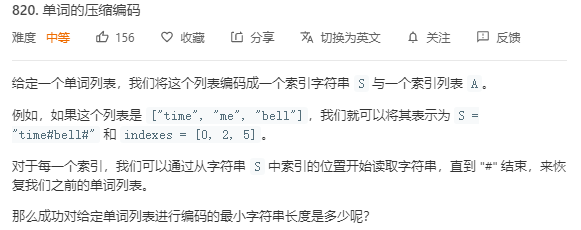 820. 单词的压缩编码
难度 中等 156 收藏 分享 切换为英文 关注 反馈
给定一个单词列表，我们将这个列表编码成一个索引字符串 S 与一个索引列表 A。
例如，如果这个列表是 ["time", "me", "bell"]，我们就可以将其表示为 S =
"time#bell#" 和 indexes = [0, 2, 5]。
对于每一个索引，我们可以通过从字符串 S 中索引的位置开始读取字符串，直到 "#" 结束，来恢
复我们之前的单词列表。
那么成功对给定单词列表进行编码的最小字符串长度是多少呢？